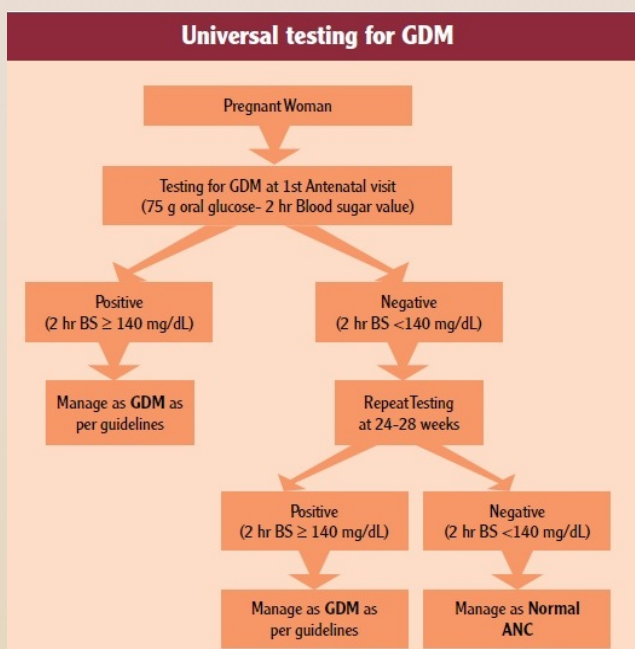 Universal testing for GDM
Pregnant Woman
Testing for GDM at 1st Antenatal visit
(75 g oral glucose- 2 hr Blood sugar value)
Positive
(2 hr BS ≥ 140 mg/dL)
Negative
(2 hr BS <140 mg/dL)
Manage as GDM as
per guidelines
Repeat Testing
at 24-28 weeks
Positive
(2 hr BS ≥ 140 mg/dL)
Negative
(2 hr BS <140 mg/dL)
Manage as GDM as
per guidelines
Manage as Normal
ANC